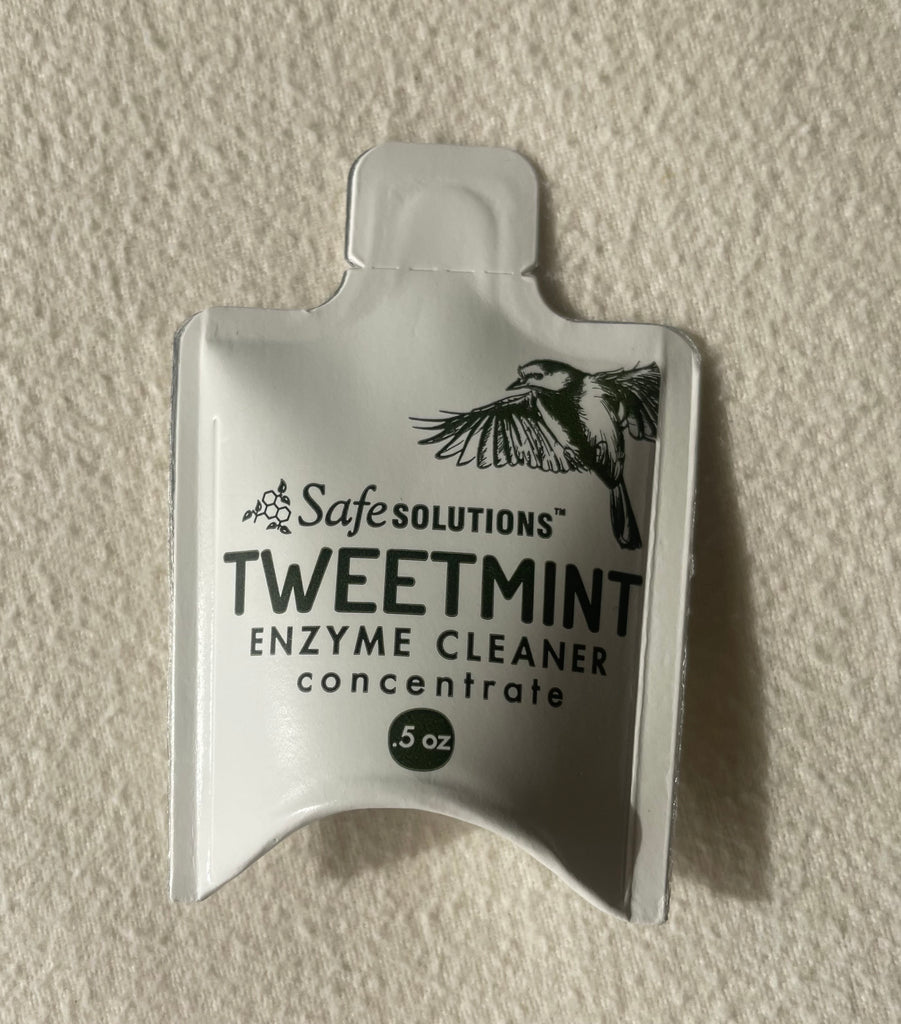 Safe SOLUTIONS™
TWEETMINT
ENZYME CLEANER
concentrate
.5 oz